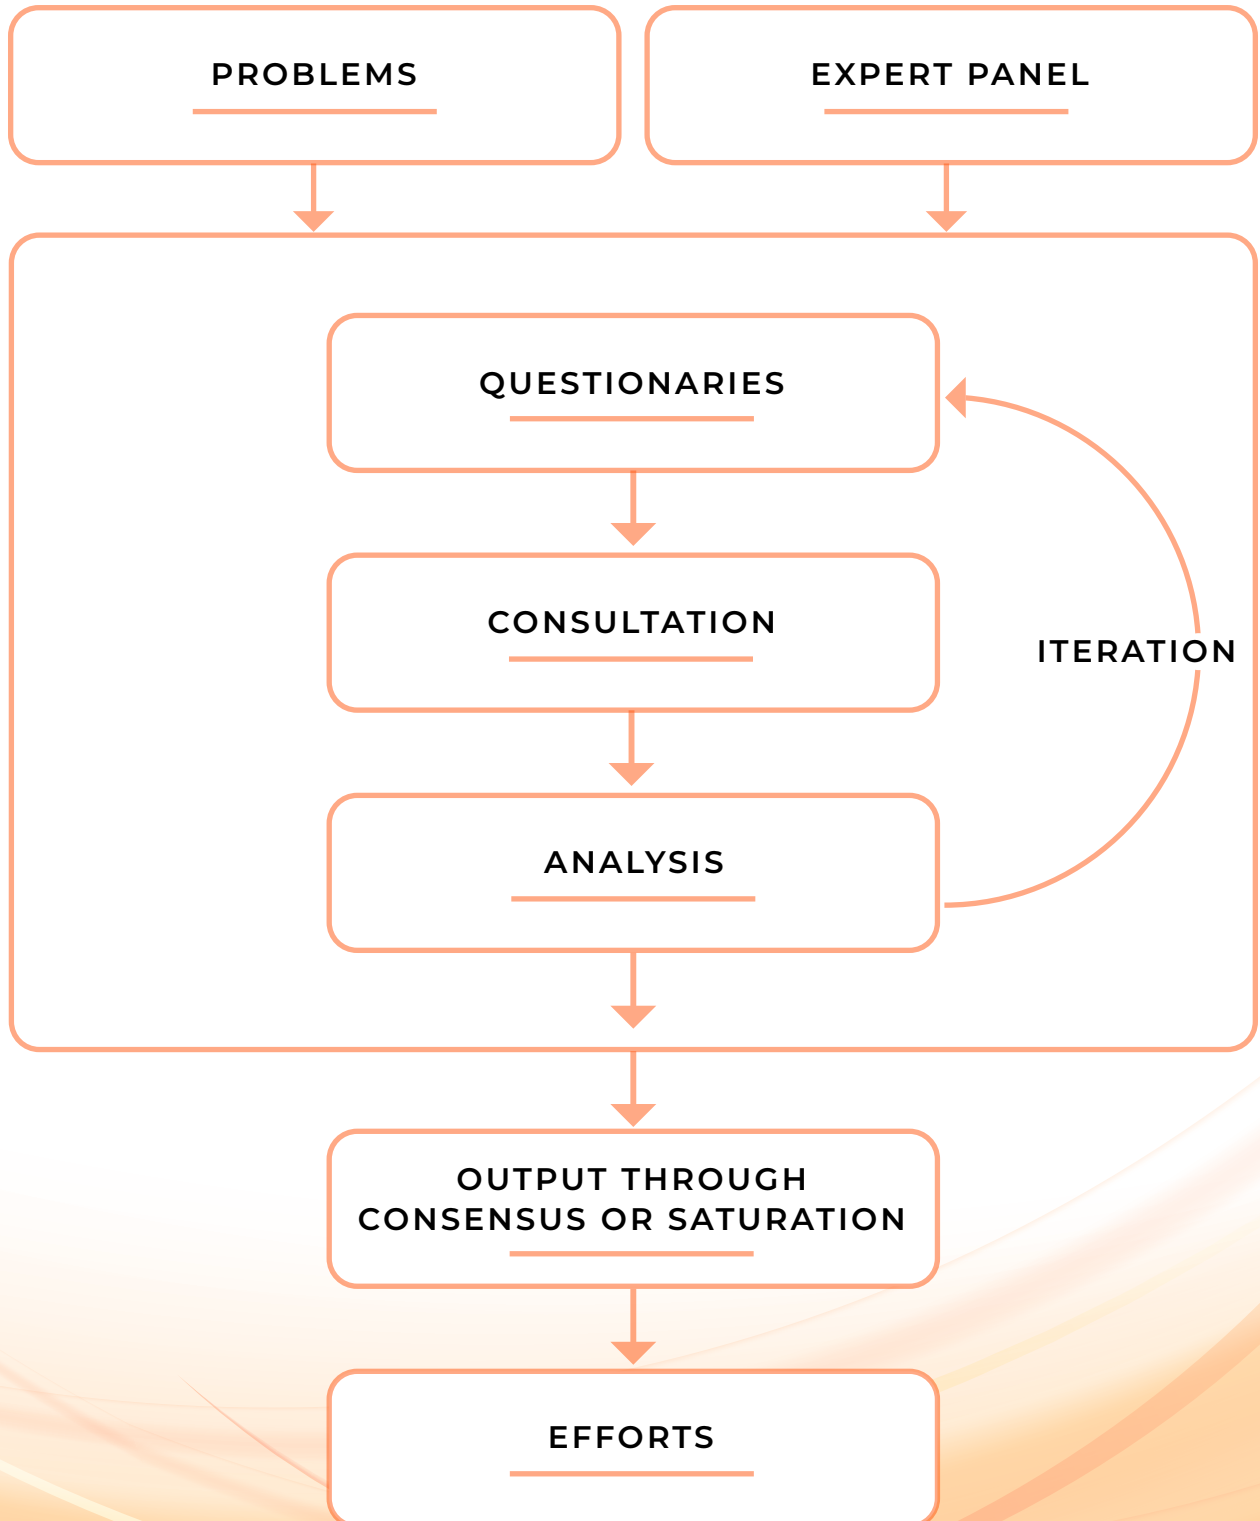 PROBLEMS
EXPERT PANEL
QUESTIONARIES
CONSULTATION
ITERATION
ANALYSIS
OUTPUT THROUGH
CONSENSUS OR SATURATION
EFFORTS